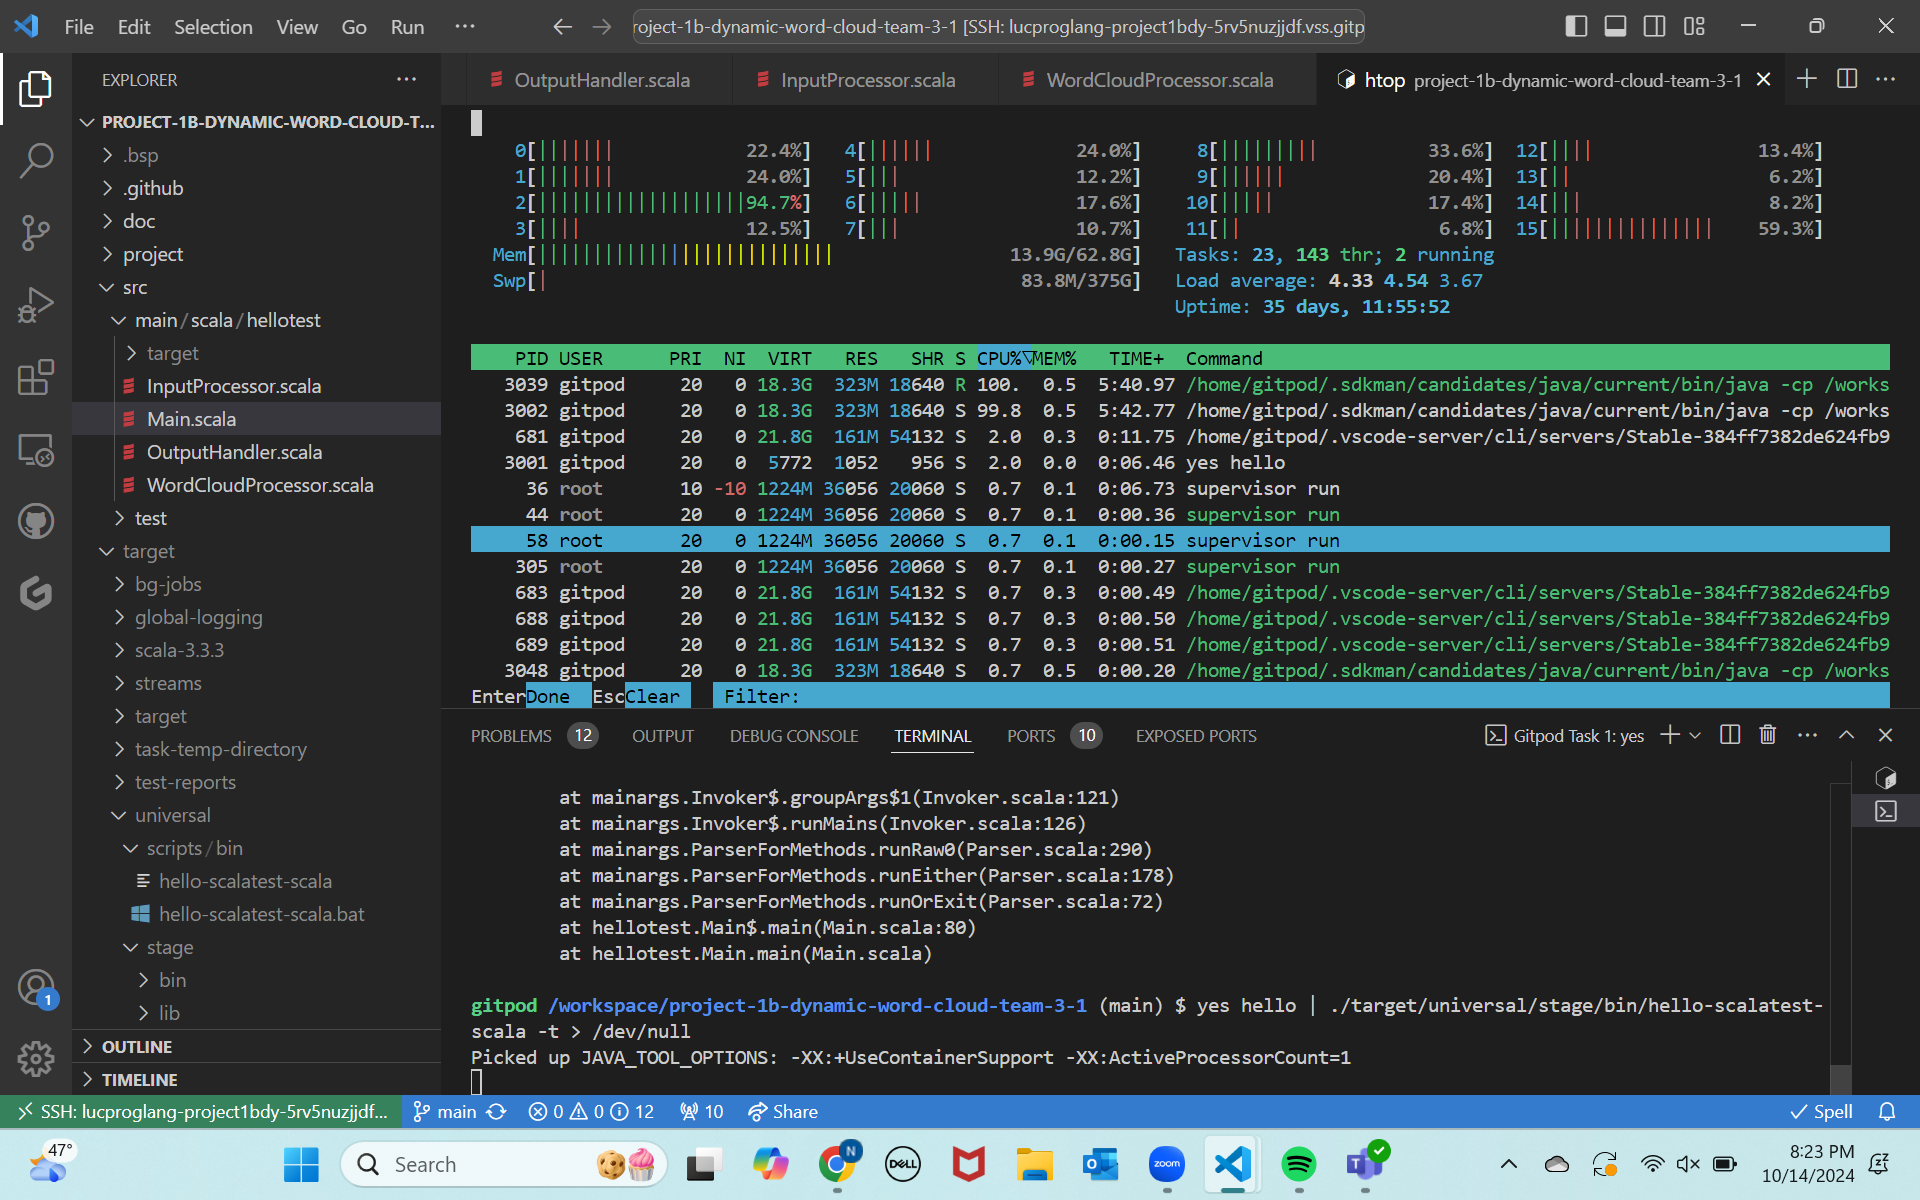 File Edit Selection View Go Run ···
roject-1b-dynamic-word-cloud-team-3-1 [SSH: lucproglang-project1bdy-5rv5nuzjjdf.vss.gitp
EXPLORER ···
PROJECT-1B-DYNAMIC-WORD-CLOUD-T...
.bsp
.github
doc
project
src
main/scala/hellotest
target
InputProcessor.scala
Main.scala
OutputHandler.scala
WordCloudProcessor.scala
test
target
bg-jobs
global-logging
scala-3.3.3
streams
target
task-temp-directory
test-reports
universal
scripts/bin
hello-scalatest-scala
hello-scalatest-scala.bat
stage
bin
lib
OUTLINE
TIMELINE
1
OutputHandler.scala InputProcessor.scala WordCloudProcessor.scala htop project-1b-dynamic-word-cloud-team-3-1
0[|||||||22.4%] 4[||||||24.0%] 8[|||||||||33.6%] 12[||||13.4%]
1[|||||||24.0%] 5[|||12.2%] 9[||||||20.4%] 13[||6.2%]
2[|||||||||||||||||||94.7%] 6[|||||17.6%] 10[|||||17.4%] 14[|||8.2%]
3[||||12.5%] 7[|||10.7%] 11[||6.8%] 15[|||||||||||||||59.3%]
Mem[|||||||||||||||||||||||||||13.9G/62.8G] Tasks: 23, 143 thr; 2 running
Swp[|83.8M/375G] Load average: 4.33 4.54 3.67
Uptime: 35 days, 11:55:52
PID USER PRI NI VIRT RES SHR S CPU%▽MEM% TIME+ Command
3039 gitpod 20 0 18.3G 323M 18640 R 100. 0.5 5:40.97 /home/gitpod/.sdkman/candidates/java/current/bin/java -cp /works
3002 gitpod 20 0 18.3G 323M 18640 S 99.8 0.5 5:42.77 /home/gitpod/.sdkman/candidates/java/current/bin/java -cp /works
681 gitpod 20 0 21.8G 161M 54132 S 2.0 0.3 0:11.75 /home/gitpod/.vscode-server/cli/servers/Stable-384ff7382de624fb9
3001 gitpod 20 0 5772 1052 956 S 2.0 0.0 0:06.46 yes hello
36 root 10 -10 1224M 36056 20060 S 0.7 0.1 0:06.73 supervisor run
44 root 20 0 1224M 36056 20060 S 0.7 0.1 0:00.36 supervisor run
58 root 20 0 1224M 36056 20060 S 0.7 0.1 0:00.15 supervisor run
305 root 20 0 1224M 36056 20060 S 0.7 0.1 0:00.27 supervisor run
683 gitpod 20 0 21.8G 161M 54132 S 0.7 0.3 0:00.49 /home/gitpod/.vscode-server/cli/servers/Stable-384ff7382de624fb9
688 gitpod 20 0 21.8G 161M 54132 S 0.7 0.3 0:00.50 /home/gitpod/.vscode-server/cli/servers/Stable-384ff7382de624fb9
689 gitpod 20 0 21.8G 161M 54132 S 0.7 0.3 0:00.51 /home/gitpod/.vscode-server/cli/servers/Stable-384ff7382de624fb9
3048 gitpod 20 0 18.3G 323M 18640 S 0.7 0.5 0:00.20 /home/gitpod/.sdkman/candidates/java/current/bin/java -cp /works
EnterDone EscClear Filter:
PROBLEMS 12 OUTPUT DEBUG CONSOLE TERMINAL PORTS 10 EXPOSED PORTS Gitpod Task 1: yes
at mainargs.Invoker$.groupArgs$1(Invoker.scala:121)
at mainargs.Invoker$.runMains(Invoker.scala:126)
at mainargs.ParserForMethods.runRaw0(Parser.scala:290)
at mainargs.ParserForMethods.runEither(Parser.scala:178)
at mainargs.ParserForMethods.runOrExit(Parser.scala:72)
at hellotest.Main$.main(Main.scala:80)
at hellotest.Main.main(Main.scala)
gitpod /workspace/project-1b-dynamic-word-cloud-team-3-1 (main) $ yes hello | ./target/universal/stage/bin/hello-scalatest-
scala -t > /dev/null
Picked up JAVA_TOOL_OPTIONS: -XX:+UseContainerSupport -XX:ActiveProcessorCount=1
SSH: lucproglang-project1bdy-5rv5nuzjjdf... main 0 0 12 10 Share Spell
47°
Search
N
DELL
zoom
8:23 PM
10/14/2024